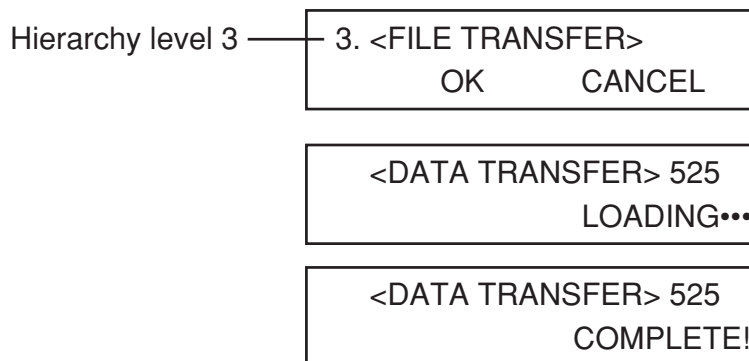 Hierarchy level 3
3. <FILE TRANSFER>
OK CANCEL
<DATA TRANSFER> 525
LOADING•••
<DATA TRANSFER> 525
COMPLETE!